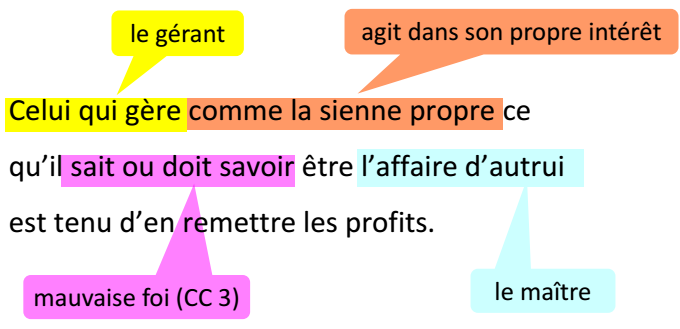 le gérant
agit dans son propre intérêt
Celui qui gère comme la sienne propre ce
qu’il sait ou doit savoir être l’affaire d’autrui
est tenu d’en remettre les profits.
mauvaise foi (CC 3)
le maître